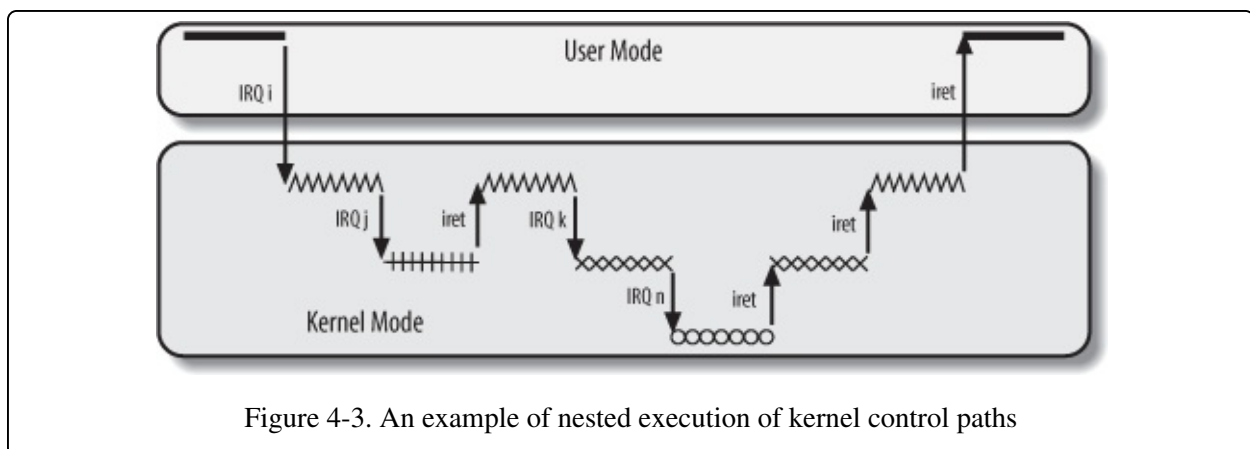 User Mode
IRQ i
iret
IRQ j
iret
IRQ k
iret
IRQ n
iret
Kernel Mode
Figure 4-3. An example of nested execution of kernel control paths